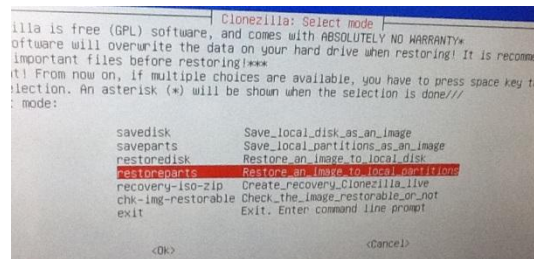 Clonezilla: Select mode
illa is free (GPL) software, and comes with ABSOLUTELY NO WARRANTY*
oftware will overwrite the data on your hard drive when restoring! It is recomme
important files before restoring!***
ut! From now on, if multiple choices are available, you have to press space key t
lection. An asterisk (*) will be shown when the selection is done///
mode:
savedisk Save_local_disk_as_an_image
saveparts Save_local_partitions_as_an_image
restoredisk Restore_an_image_to_local_disk
restoreparts Restore_an_image_to_local_partitions
recovery-iso-zip Create_recovery_Clonezilla_live
chk-img-restorable Check_the_image_restorable_or_not
exit Exit. Enter command line prompt
<OK> <Cancel>